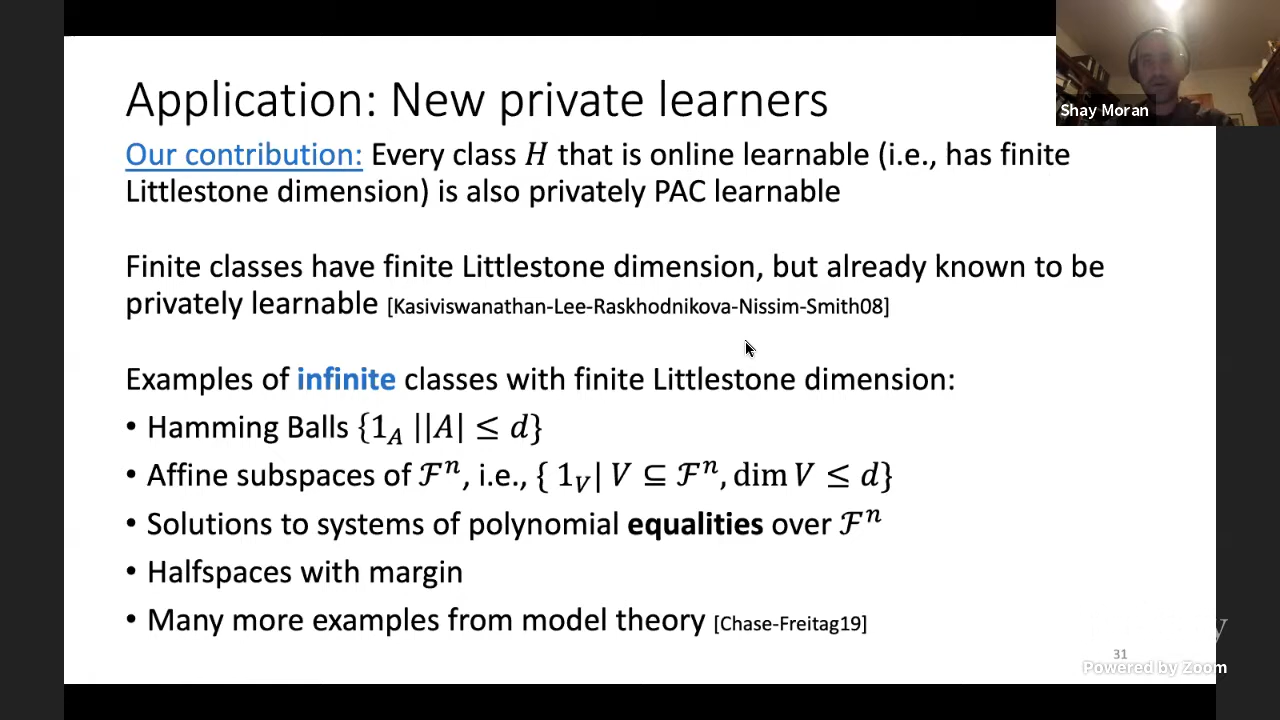 Application: New private learners
Shay Moran
Our contribution: Every class H that is online learnable (i.e., has finite
Littlestone dimension) is also privately PAC learnable
Finite classes have finite Littlestone dimension, but already known to be
privately learnable [Kasiviswanathan-Lee-Raskhodnikova-Nissim-Smith08]
Examples of infinite classes with finite Littlestone dimension:
• Hamming Balls {1_A ||A| ≤ d}
• Affine subspaces of ℱⁿ, i.e., { 1_V| V ⊆ ℱⁿ, dim V ≤ d}
• Solutions to systems of polynomial equalities over ℱⁿ
• Halfspaces with margin
• Many more examples from model theory [Chase-Freitag19]
31
Powered by Zoom